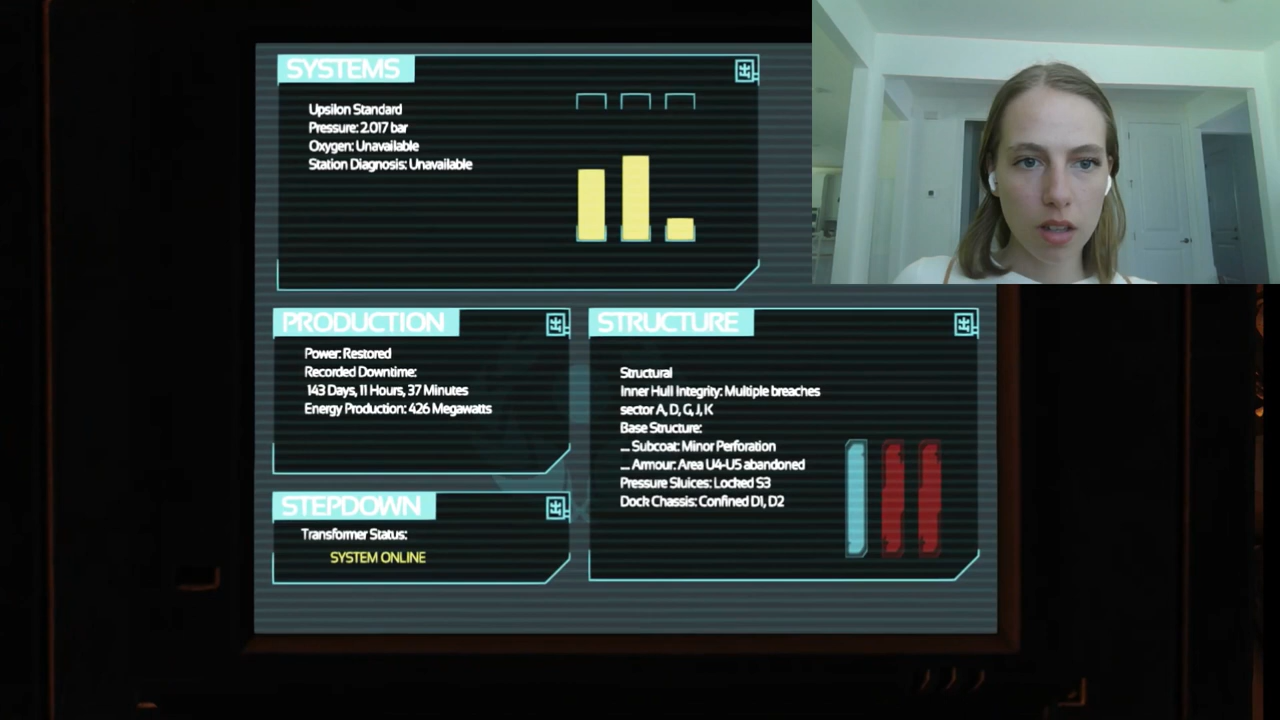 SYSTEMS
Upsilon Standard
Pressure: 2.017 bar
Oxygen: Unavailable
Station Diagnosis: Unavailable
PRODUCTION
Power: Restored
Recorded Downtime:
143 Days, 11 Hours, 37 Minutes
Energy Production: 426 Megawatts
STEPDOWN
Transformer Status:
SYSTEM ONLINE
STRUCTURE
Structural
Inner Hull Integrity: Multiple breaches
sector A, D, G, J, K
Base Structure:
... Subcoat: Minor Perforation
... Armour: Area U4-U5 abandoned
Pressure Sluices: Locked S3
Dock Chassis: Confined D1, D2